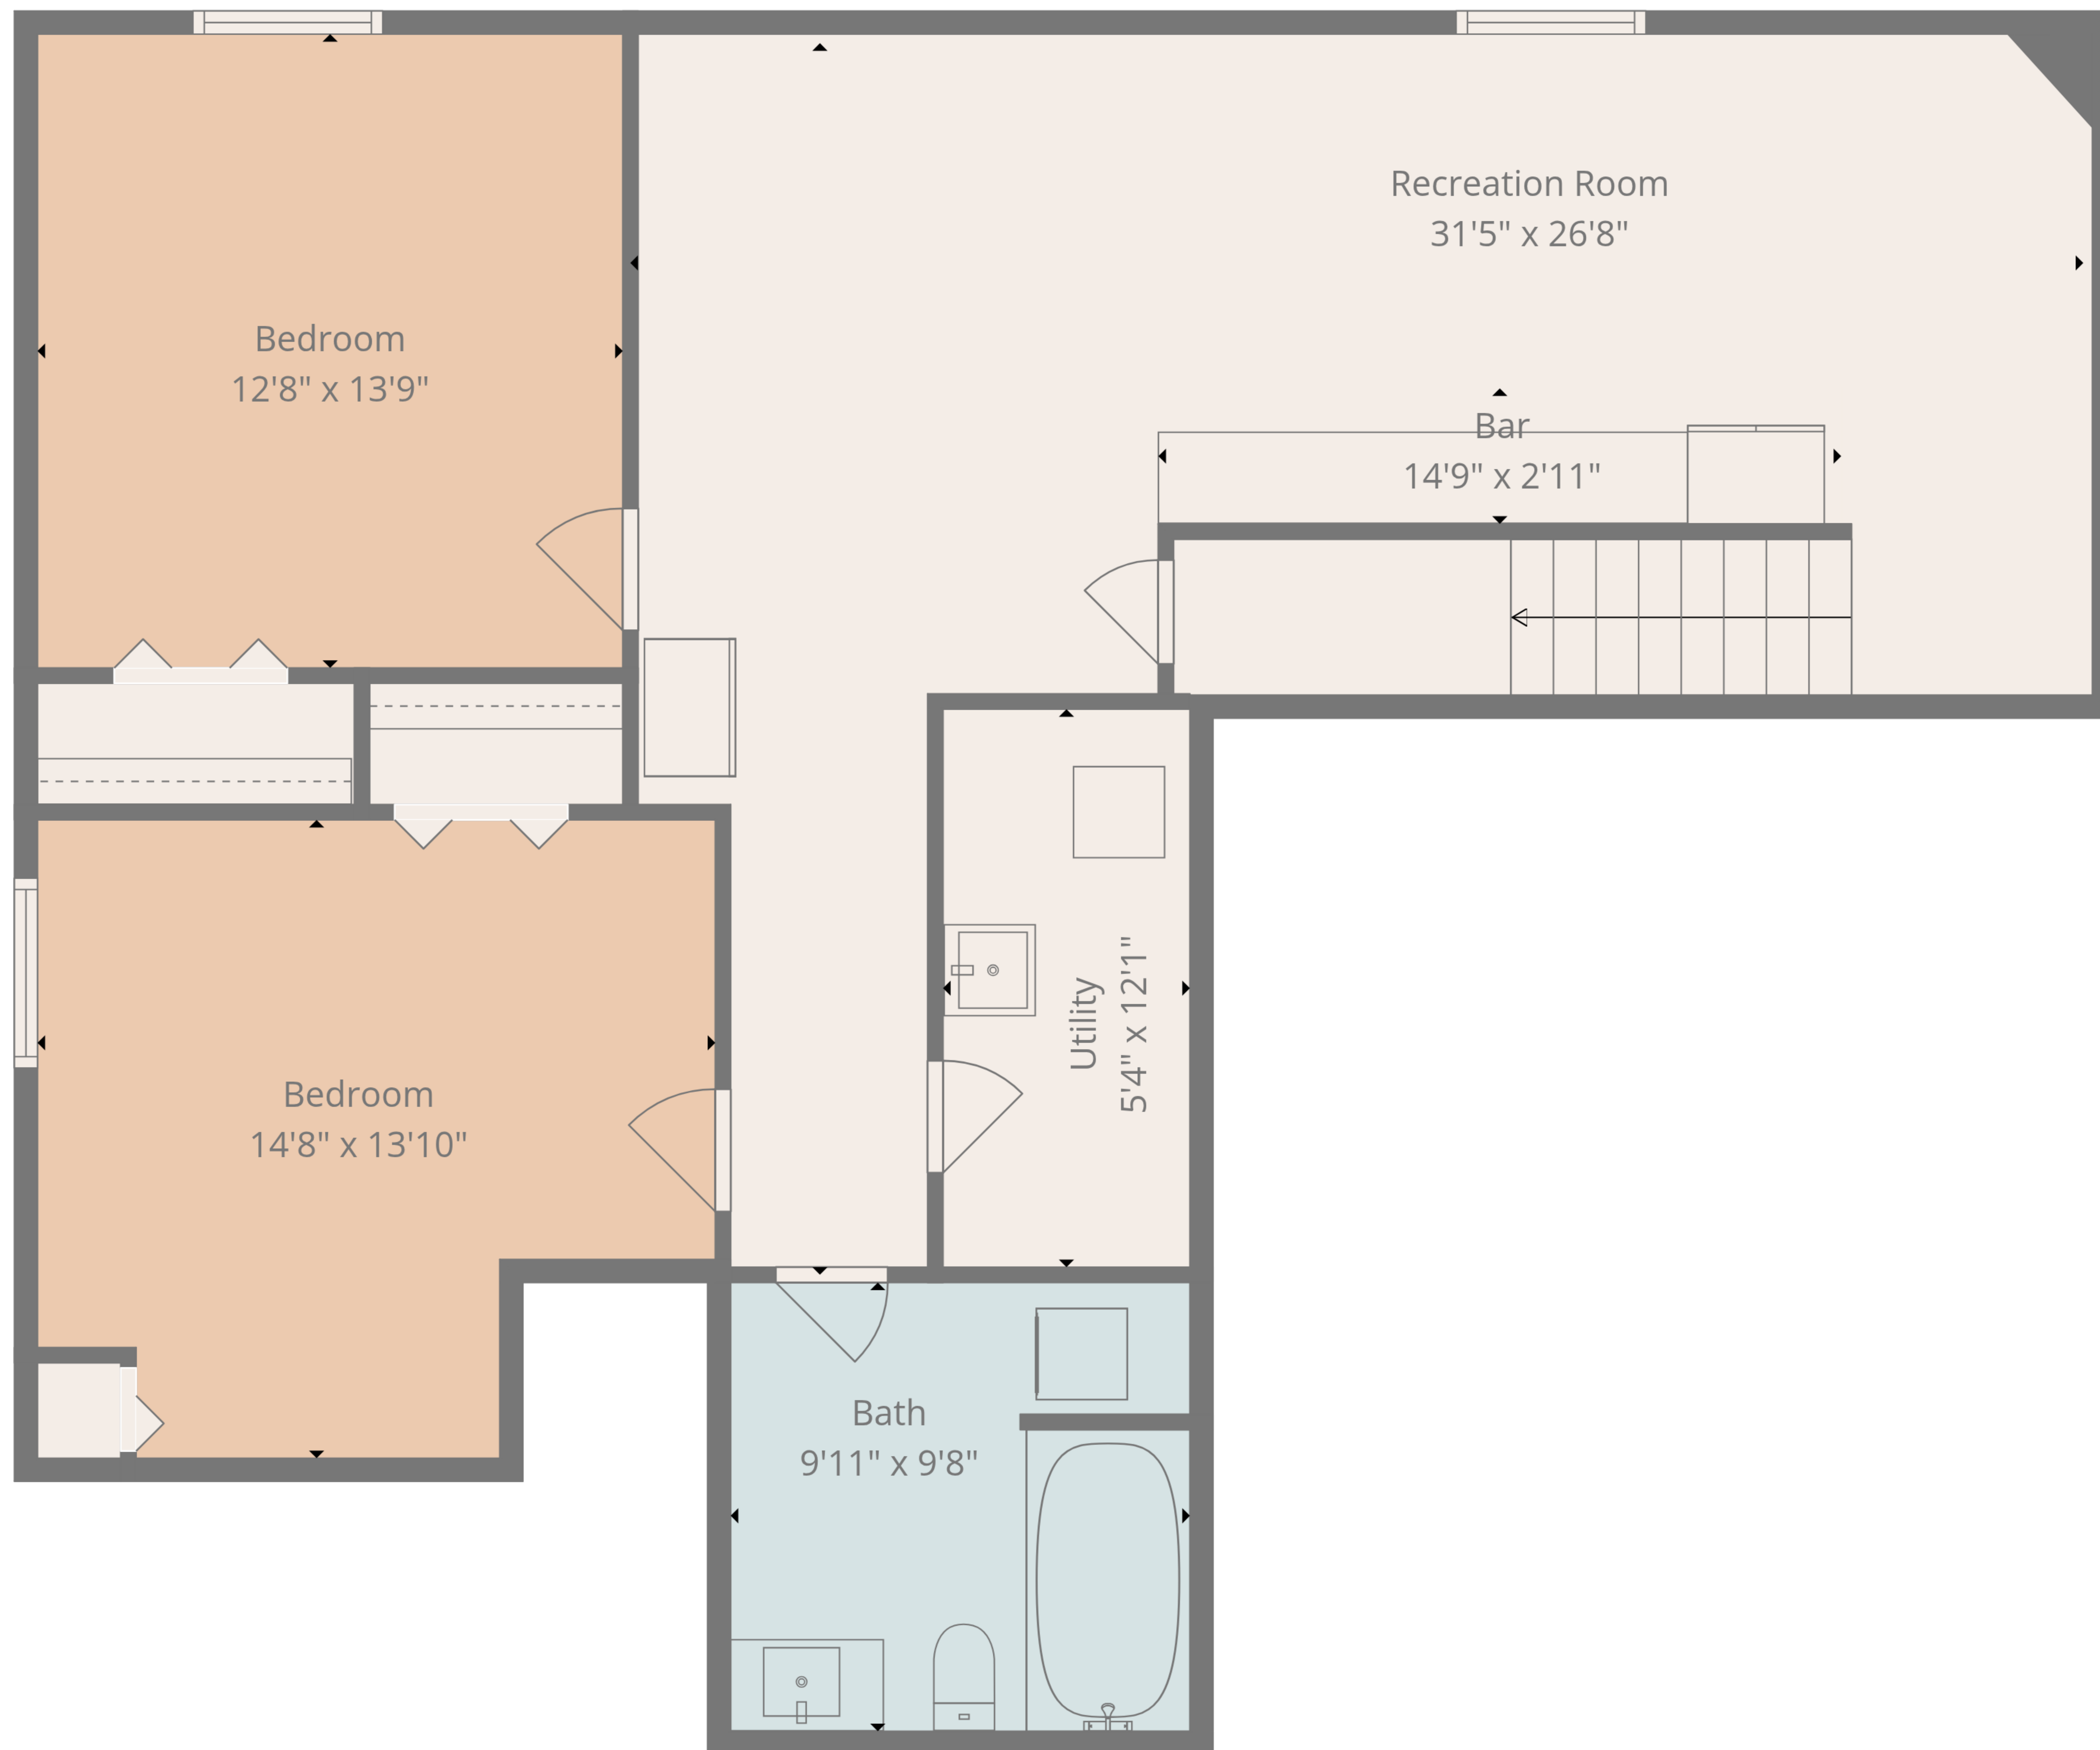 Recreation Room
31'5" x 26'8"
Bedroom
12'8" x 13'9"
Bar
14'9" x 2'11"
Utility
5'4" x 12'1"
Bedroom
14'8" x 13'10"
Bath
9'11" x 9'8"